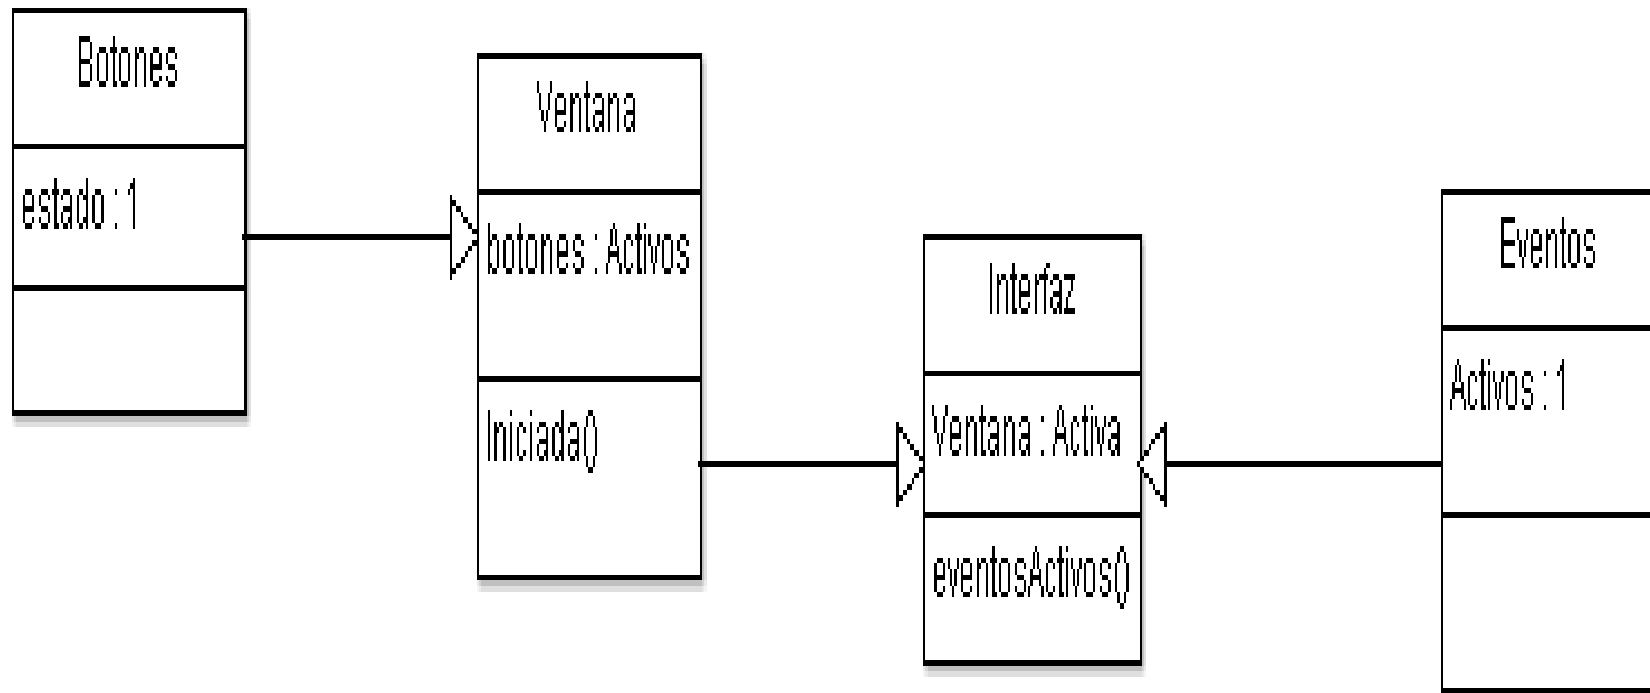 Botones
estado : 1
Ventana
botones : Activos
Iniciada()
Interfaz
Ventana : Activa
eventosActivos()
Eventos
Activos : 1